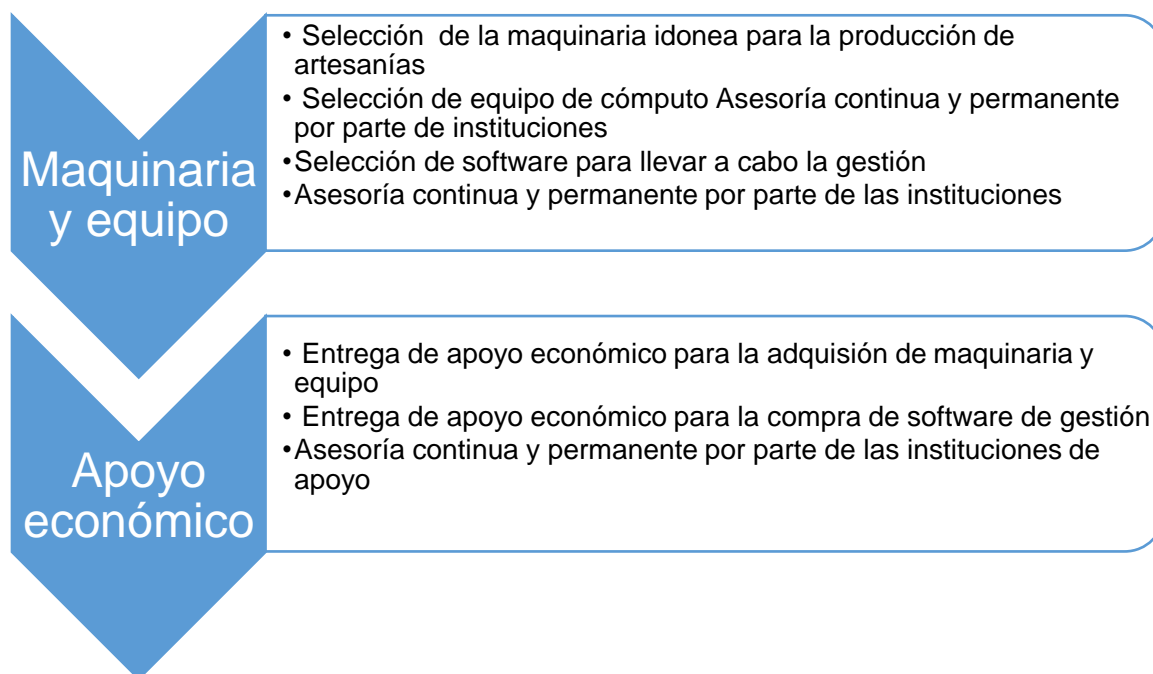 Maquinaria
y equipo
• Selección  de la maquinaria idonea para la producción de
artesanías
• Selección de equipo de cómputo Asesoría continua y permanente
por parte de instituciones
•Selección de software para llevar a cabo la gestión
•Asesoría continua y permanente por parte de las instituciones
Apoyo
económico
• Entrega de apoyo económico para la adquisión de maquinaria y
equipo
• Entrega de apoyo económico para la compra de software de gestión
•Asesoría continua y permanente por parte de las instituciones de
apoyo